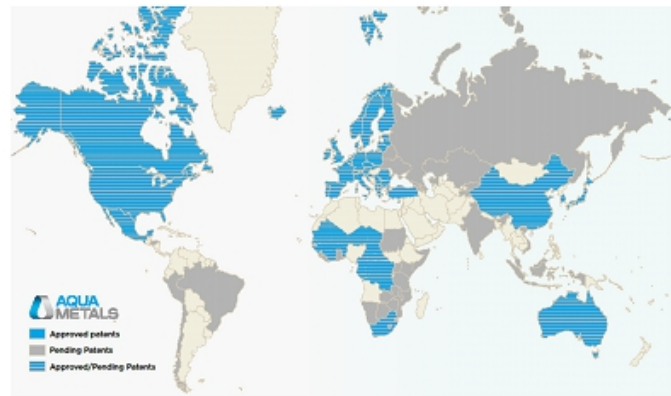 AQUA
METALS
Approved patents
Pending Patents
Approved/Pending Patents